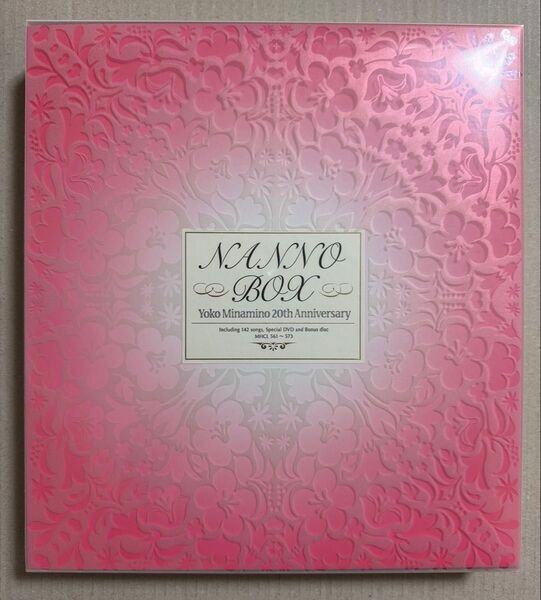 NANNO
BOX
Yoko Minamino 20th Anniversary
Including 142 songs, Special DVD and Bonus disc
MHCL 561~573